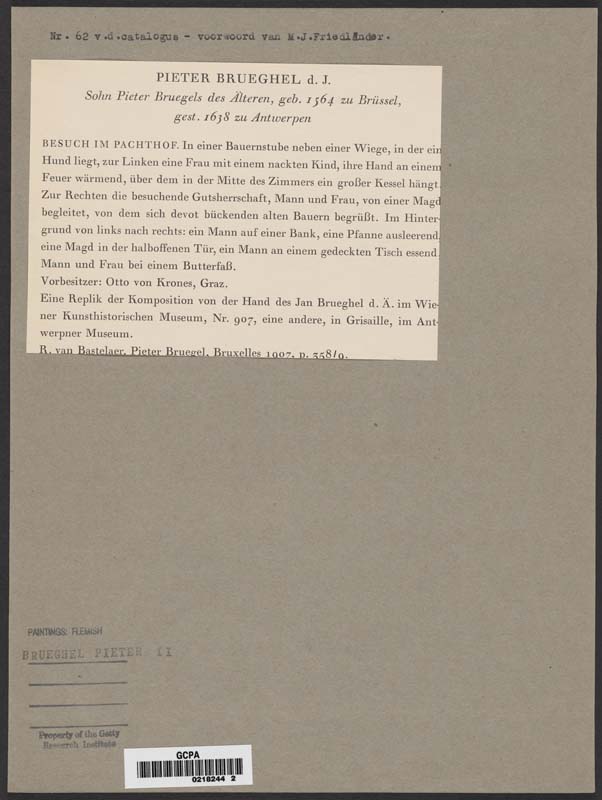 Nr. 62 v.d.catalogus - voorwoord van M.J.Friedländer.
PIETER BRUEGHEL d. J.
Sohn Pieter Bruegels des Älteren, geb. 1564 zu Brüssel,
gest. 1638 zu Antwerpen
BESUCH IM PACHTHOF. In einer Bauernstube neben einer Wiege, in der ein
Hund liegt, zur Linken eine Frau mit einem nackten Kind, ihre Hand an einem
Feuer wärmend, über dem in der Mitte des Zimmers ein großer Kessel hängt.
Zur Rechten die besuchende Gutsherrschaft, Mann und Frau, von einer Magd
begleitet, von dem sich devot bückenden alten Bauern begrüßt. Im Hinter-
grund von links nach rechts: ein Mann auf einer Bank, eine Pfanne ausleerend,
eine Magd in der halboffenen Tür, ein Mann an einem gedeckten Tisch essend.
Mann und Frau bei einem Butterfaß.
Vorbesitzer: Otto von Krones, Graz.
Eine Replik der Komposition von der Hand des Jan Brueghel d. Ä. im Wie-
ner Kunsthistorischen Museum, Nr. 907, eine andere, in Grisaille, im Ant-
werpner Museum.
R. van Bastelaer, Pieter Bruegel, Bruxelles 1907, p. 358/9.
PAINTINGS: FLEMISH
BRUEGHEL PIETER II
Property of the Getty
Research Institute
GCPA
0218244 2